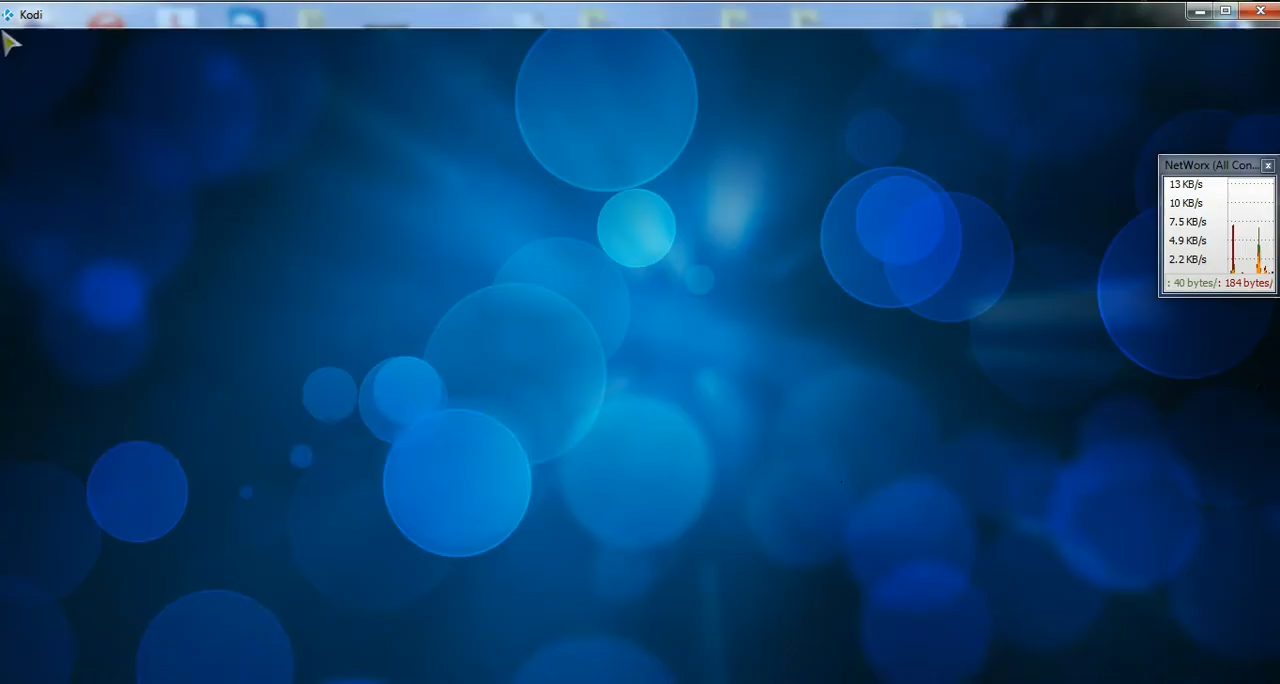 Kodi
NetWorx (All Con...
13 KB/s
10 KB/s
7.5 KB/s
4.9 KB/s
2.2 KB/s
: 40 bytes/: 184 bytes/